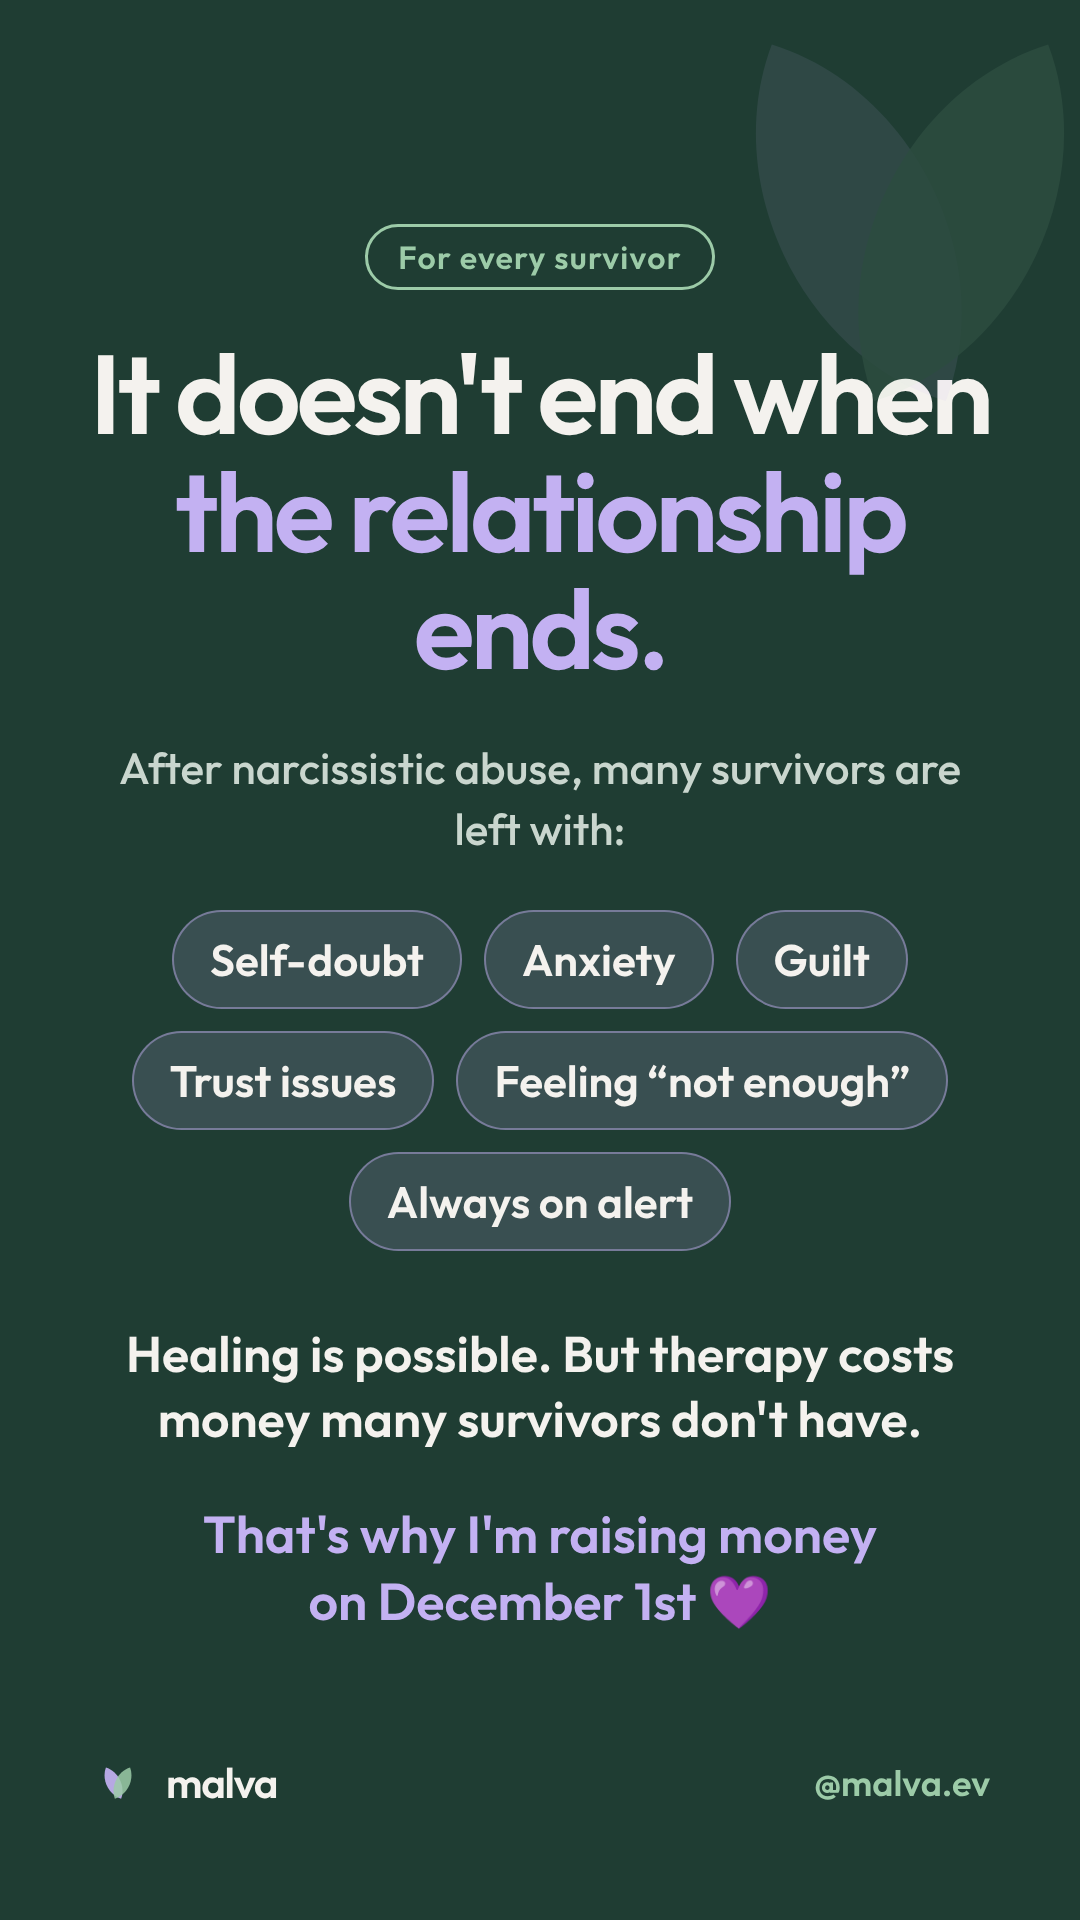 For every survivor
It doesn't end when
the relationship
ends.
After narcissistic abuse, many survivors are
left with:
Self-doubt Anxiety Guilt
Trust issues Feeling “not enough”
Always on alert
Healing is possible. But therapy costs
money many survivors don't have.
That's why I'm raising money
on December 1st 💜
malva @malva.ev